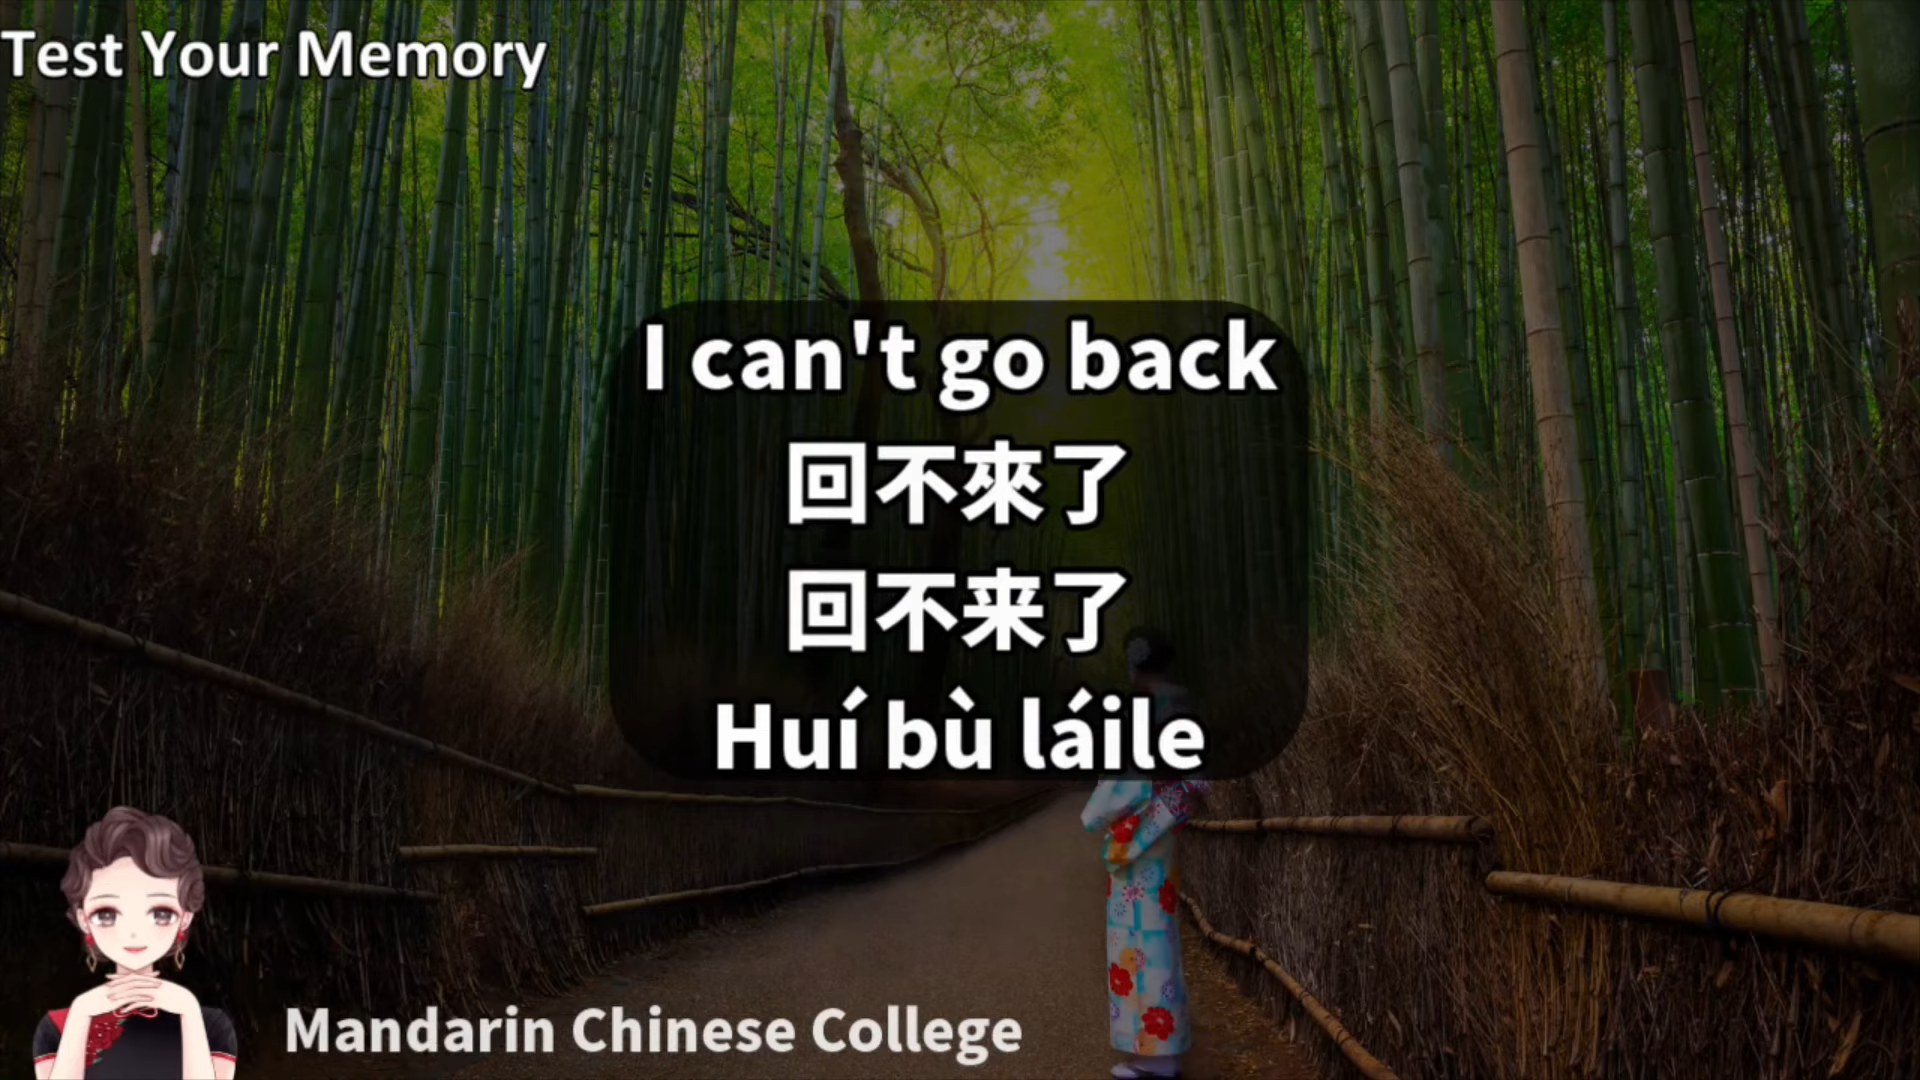 Test Your Memory
I can't go back
回不來了
回不来了
Huí bù láile
Mandarin Chinese College